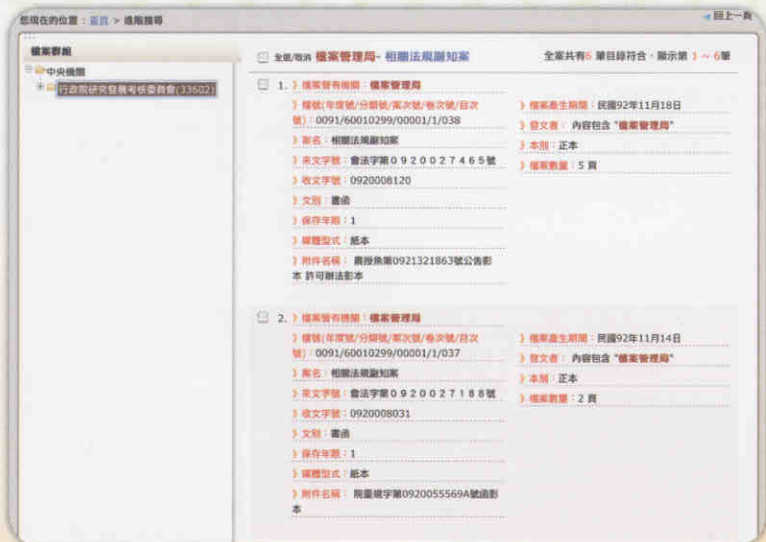 您現在的位置：首頁 > 進階搜尋
回上一頁
檔案群組
中央機關
行政院研究發展考核委員會(33602)
全選/取消 檔案管理局- 相關法規副知案
全案共有6 筆目錄符合，顯示第 1 ~ 6筆
1. 》檔案管有機關：檔案管理局
》檔號(年度號/分類號/案次號/卷次號/目次
號)：0091/60010299/00001/1/038
》案名：相關法規副知案
》來文字號：會法字第０９２００２７４６５號
》收文字號：0920008120
》文別：書函
》保存年限：1
》媒體型式：紙本
》附件名稱： 農授魚第0921321863號公告影
本 許可辦法影本
》檔案產生期間：民國92年11月18日
》發文者： 內容包含 "檔案管理局"
》本別：正本
》檔案數量：5 頁
2. 》檔案管有機關：檔案管理局
》檔號(年度號/分類號/案次號/卷次號/目次
號)：0091/60010299/00001/1/037
》案名：相關法規副知案
》來文字號：會法字第０９２００２７１８８號
》收文字號：0920008031
》文別：書函
》保存年限：1
》媒體型式：紙本
》附件名稱： 院臺規字第0920055569A號函影
本
》檔案產生期間：民國92年11月14日
》發文者： 內容包含 "檔案管理局"
》本別：正本
》檔案數量：2 頁